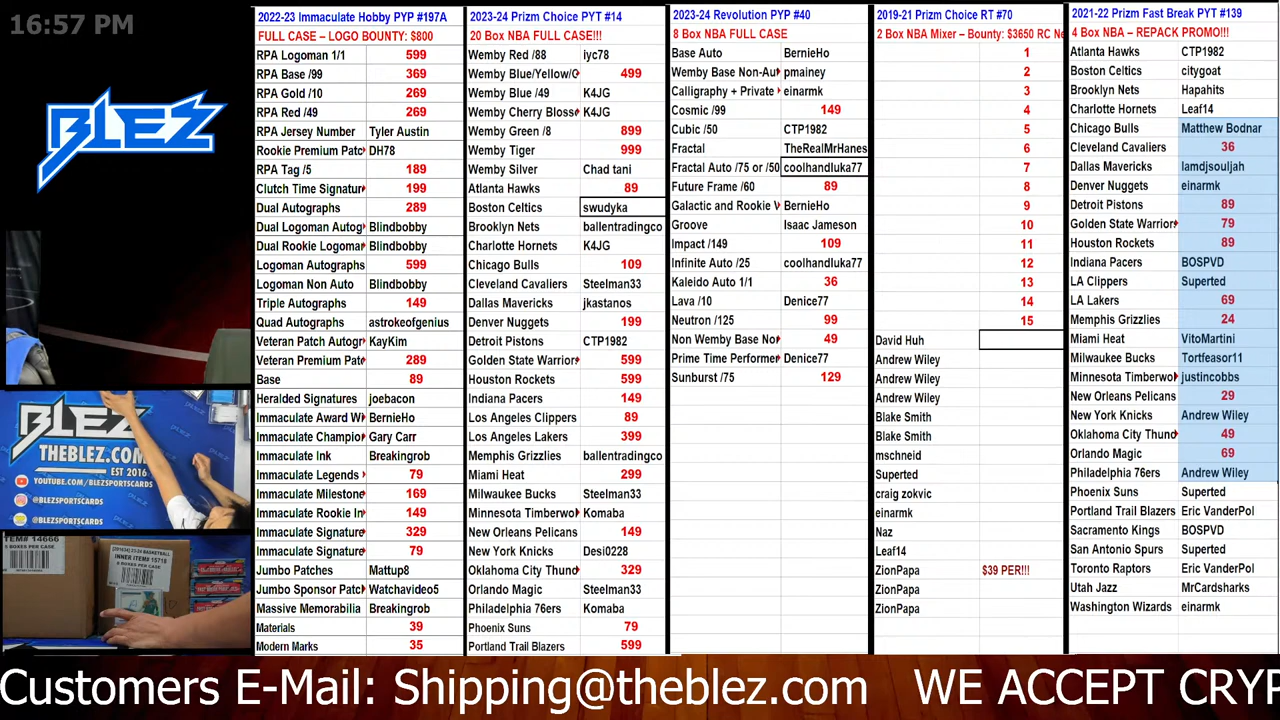 16:57 PM
BLEZ
BLEZ
THEBLEZ.COM
EST 2016
YOUTUBE.COM/BLEZSPORTSCARDS
@BLEZSPORTSCARDS
@BLEZSPORTSCARDS
ITEM# 14666
INNER ITEM# 15718
2022-23 Immaculate Hobby PYP #197A
FULL CASE – LOGO BOUNTY: $800
RPA Logoman 1/1 599
RPA Base /99 369
RPA Gold /10 269
RPA Red /49 269
RPA Jersey Number Tyler Austin
Rookie Premium Patc DH78
RPA Tag /5 189
Clutch Time Signatur 199
Dual Autographs 289
Dual Logoman Autog Blindbobby
Dual Rookie Logoma Blindbobby
Logoman Autographs 599
Logoman Non Auto Blindbobby
Triple Autographs 149
Quad Autographs astrokeofgenius
Veteran Patch Autogr KayKim
Veteran Premium Pat 289
Base 89
Heralded Signatures joebacon
Immaculate Award W BernieHo
Immaculate Champio Gary Carr
Immaculate Ink Breakingrob
Immaculate Legends 79
Immaculate Milestone 169
Immaculate Rookie In 149
Immaculate Signature 329
Immaculate Signature 79
Jumbo Patches Mattup8
Jumbo Sponsor Patc Watchavideo5
Massive Memorabilia Breakingrob
Materials 39
Modern Marks 35
2023-24 Prizm Choice PYT #14
20 Box NBA FULL CASE!!!
Wemby Red /88 iyc78
Wemby Blue/Yellow/G 499
Wemby Blue /49 K4JG
Wemby Cherry Bloss K4JG
Wemby Green /8 899
Wemby Tiger 999
Wemby Silver Chad tani
Atlanta Hawks 89
Boston Celtics swudyka
Brooklyn Nets ballentradingco
Charlotte Hornets K4JG
Chicago Bulls 109
Cleveland Cavaliers Steelman33
Dallas Mavericks jkastanos
Denver Nuggets 199
Detroit Pistons CTP1982
Golden State Warrior 599
Houston Rockets 599
Indiana Pacers 149
Los Angeles Clippers 89
Los Angeles Lakers 399
Memphis Grizzlies ballentradingco
Miami Heat 299
Milwaukee Bucks Steelman33
Minnesota Timberwo Komaba
New Orleans Pelicans 149
New York Knicks Desi0228
Oklahoma City Thund 329
Orlando Magic Steelman33
Philadelphia 76ers Komaba
Phoenix Suns 79
Portland Trail Blazers 599
2023-24 Revolution PYP #40
8 Box NBA FULL CASE
Base Auto BernieHo
Wemby Base Non-Au pmainey
Calligraphy + Private einarmk
Cosmic /99 149
Cubic /50 CTP1982
Fractal TheRealMrHanes
Fractal Auto /75 or /50 coolhandluka77
Future Frame /60 89
Galactic and Rookie V BernieHo
Groove Isaac Jameson
Impact /149 109
Infinite Auto /25 coolhandluka77
Kaleido Auto 1/1 36
Lava /10 Denice77
Neutron /125 99
Non Wemby Base No 49
Prime Time Performer Denice77
Sunburst /75 129
2019-21 Prizm Choice RT #70
2 Box NBA Mixer – Bounty: $3650 RC Ne
1
2
3
4
5
6
7
8
9
10
11
12
13
14
15
David Huh
Andrew Wiley
Andrew Wiley
Andrew Wiley
Blake Smith
Blake Smith
mschneid
Superted
craig zokvic
einarmk
Naz
Leaf14
ZionPapa $39 PER!!!
ZionPapa
ZionPapa
2021-22 Prizm Fast Break PYT #139
4 Box NBA – REPACK PROMO!!!
Atlanta Hawks CTP1982
Boston Celtics citygoat
Brooklyn Nets Hapahits
Charlotte Hornets Leaf14
Chicago Bulls Matthew Bodnar
Cleveland Cavaliers 36
Dallas Mavericks Iamdjsouljah
Denver Nuggets einarmk
Detroit Pistons 89
Golden State Warrior 79
Houston Rockets 89
Indiana Pacers BOSPVD
LA Clippers Superted
LA Lakers 69
Memphis Grizzlies 24
Miami Heat VitoMartini
Milwaukee Bucks Tortfeasor11
Minnesota Timberwo justincobbs
New Orleans Pelicans 29
New York Knicks Andrew Wiley
Oklahoma City Thund 49
Orlando Magic 69
Philadelphia 76ers Andrew Wiley
Phoenix Suns Superted
Portland Trail Blazers Eric VanderPol
Sacramento Kings BOSPVD
San Antonio Spurs Superted
Toronto Raptors Eric VanderPol
Utah Jazz MrCardsharks
Washington Wizards einarmk
Customers E-Mail: Shipping@theblez.com WE ACCEPT CRYP